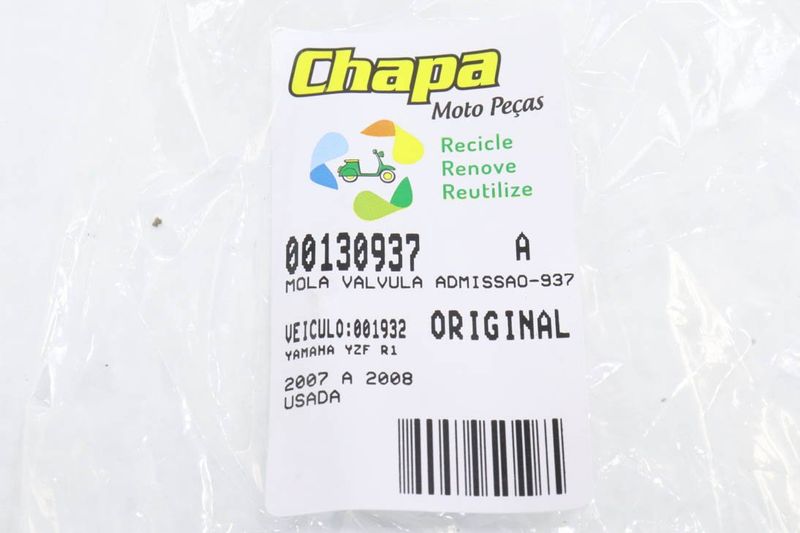 Chapa
Moto Peças
Recicle
Renove
Reutilize
00130937 A
MOLA VALVULA ADMISSAO-937
VEICULO:001932 ORIGINAL
YAMAHA YZF R1
2007 A 2008
USADA